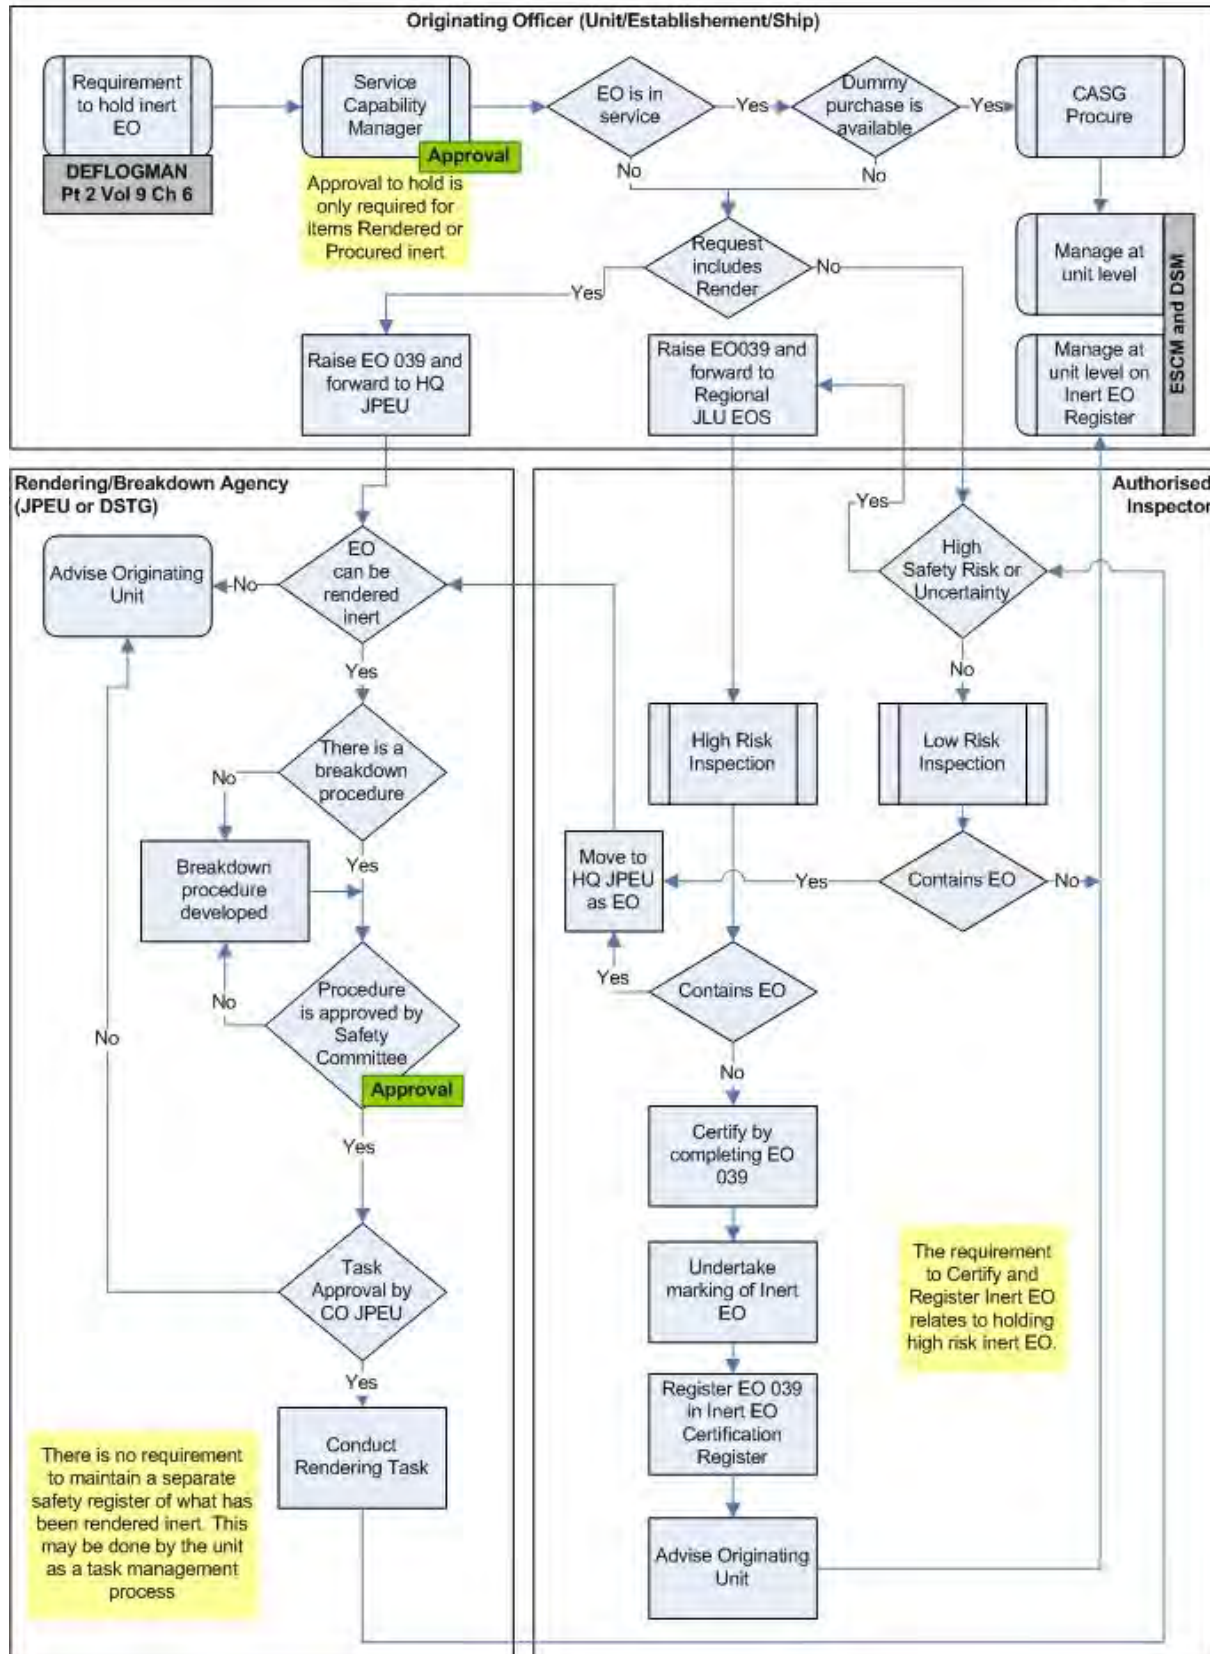 Originating Officer (Unit/Establishement/Ship)
Requirement
to hold inert
EO
DEFLOGMAN
Pt 2 Vol 9 Ch 6
Service
Capability
Manager
Approval
Approval to hold is
only required for
items Rendered or
Procured inert
EO is in
service
Yes
No
Dummy
purchase is
available
Yes
No
CASG
Procure
Manage at
unit level
Manage at
unit level on
Inert EO
Register
ESCM and DSM
Request
includes
Render
Yes
No
Raise EO 039 and
forward to HQ
JPEU
Raise EO039 and
forward to
Regional
JLU EOS
Rendering/Breakdown Agency
(JPEU or DSTG)
Advise Originating
Unit
No
EO
can be
rendered
inert
Yes
There is a
breakdown
procedure
No
Yes
Breakdown
procedure
developed
No
Procedure
is approved by
Safety
Committee
Approval
Yes
No
Task
Approval by
CO JPEU
Yes
Conduct
Rendering Task
There is no requirement
to maintain a separate
safety register of what has
been rendered inert. This
may be done by the unit
as a task management
process
Authorised
Inspector
Yes
High
Safety Risk or
Uncertainty
No
High Risk
Inspection
Low Risk
Inspection
Move to
HQ JPEU
as EO
Yes
Contains EO
No
Yes
Contains EO
No
Certify by
completing EO
039
Undertake
marking of Inert
EO
Register EO 039
in Inert EO
Certification
Register
Advise Originating
Unit
The requirement
to Certify and
Register Inert EO
relates to holding
high risk inert EO.